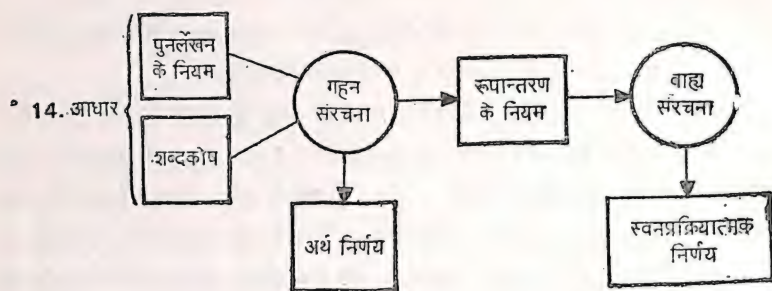 पुनर्लेखन
के नियम
गहन
संरचना
रूपान्तरण
के नियम
वाह्य
संरचना
14. आधार
शब्दकोष
अर्थ निर्णय
स्वनप्रक्रियात्मक
निर्णय